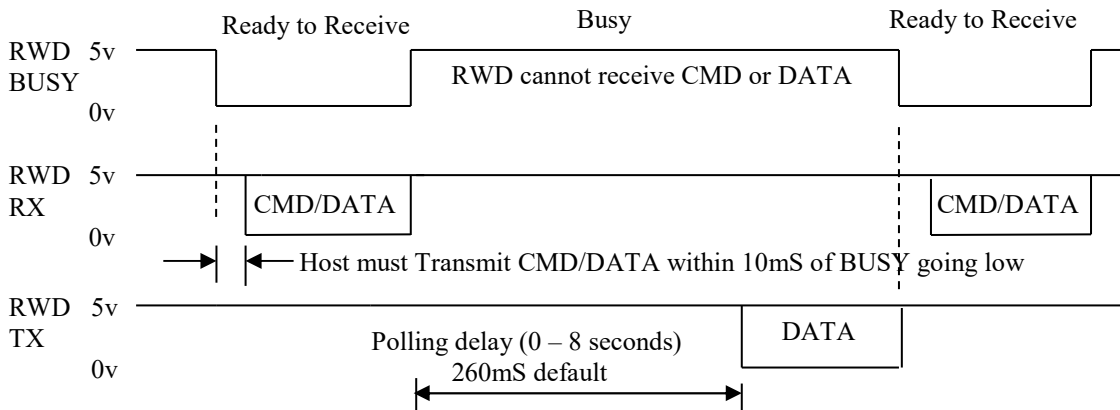 Ready to Receive
Busy
Ready to Receive
RWD 5v
BUSY
0v
RWD cannot receive CMD or DATA
RWD 5v
RX
0v
CMD/DATA
CMD/DATA
Host must Transmit CMD/DATA within 10mS of BUSY going low
RWD 5v
TX
0v
DATA
Polling delay (0 – 8 seconds)
260mS default